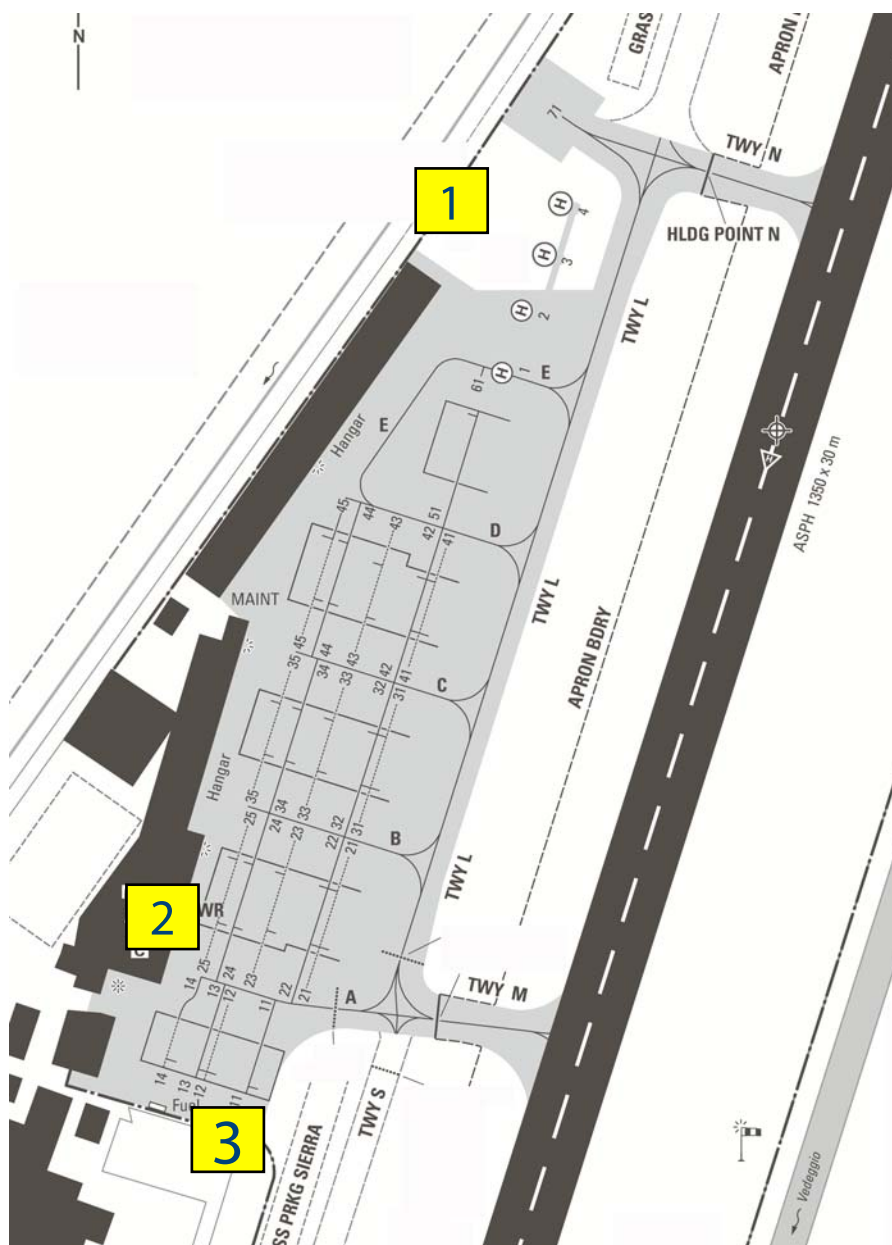 N
GRAS
APRON
71
TWY N
1
H
4
HLDG POINT N
H
3
H
2
TWY L
H
1
E
61
E
Hangar
ASPH 1350 x 30 m
45
44
43
42
51
41
D
MAINT
TWY L
APRON BDRY
45
44
43
42
41
35
34
33
32
31
C
Hangar
35
34
33
32
31
25
24
23
22
21
B
TWY L
2
WR
C
25
24
23
22
21
14
13
12
11
A
TWY M
14
13
12
11
Fuel
3
TWY S
SS PRKG SIERRA
Vedeggio